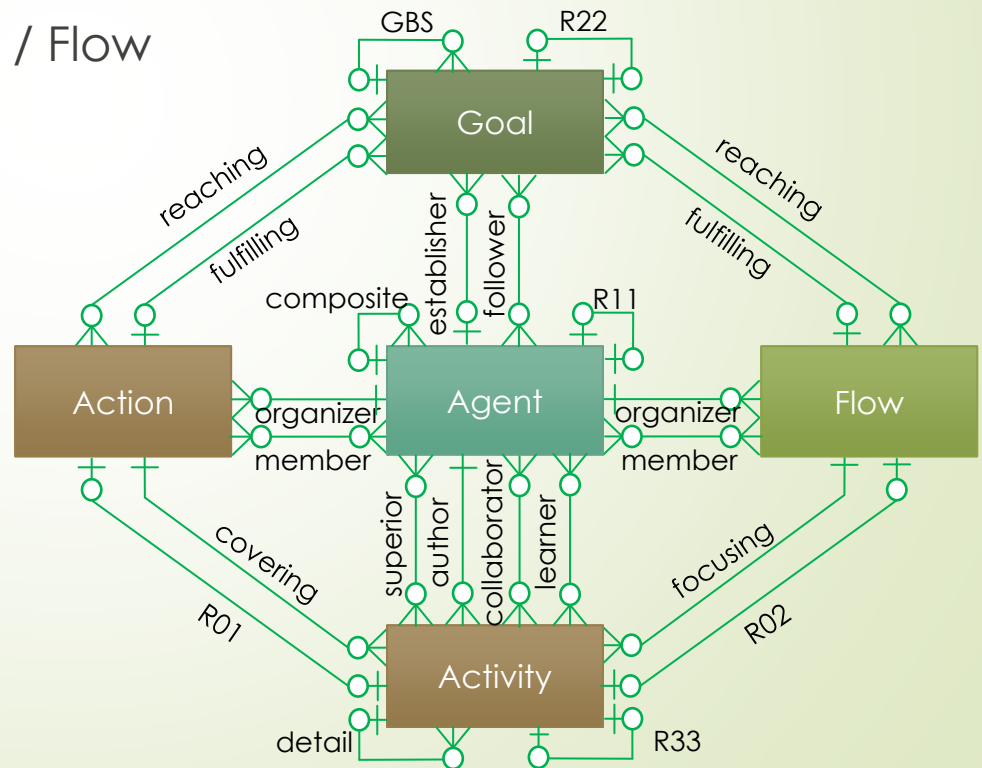 / Flow
GBS
R22
Goal
reaching
fulfilling
reaching
fulfilling
establisher
follower
composite
R11
Action
Agent
Flow
organizer
member
organizer
member
superior
author
collaborator
learner
covering
focusing
R01
R02
Activity
detail
R33